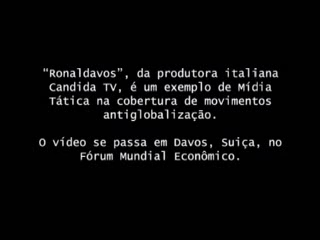 "Ronaldavos", da produtora italiana
Candida TV, é um exemplo de Mídia
Tática na cobertura de movimentos
antiglobalização.
O vídeo se passa em Davos, Suiça, no
Fórum Mundial Econômico.